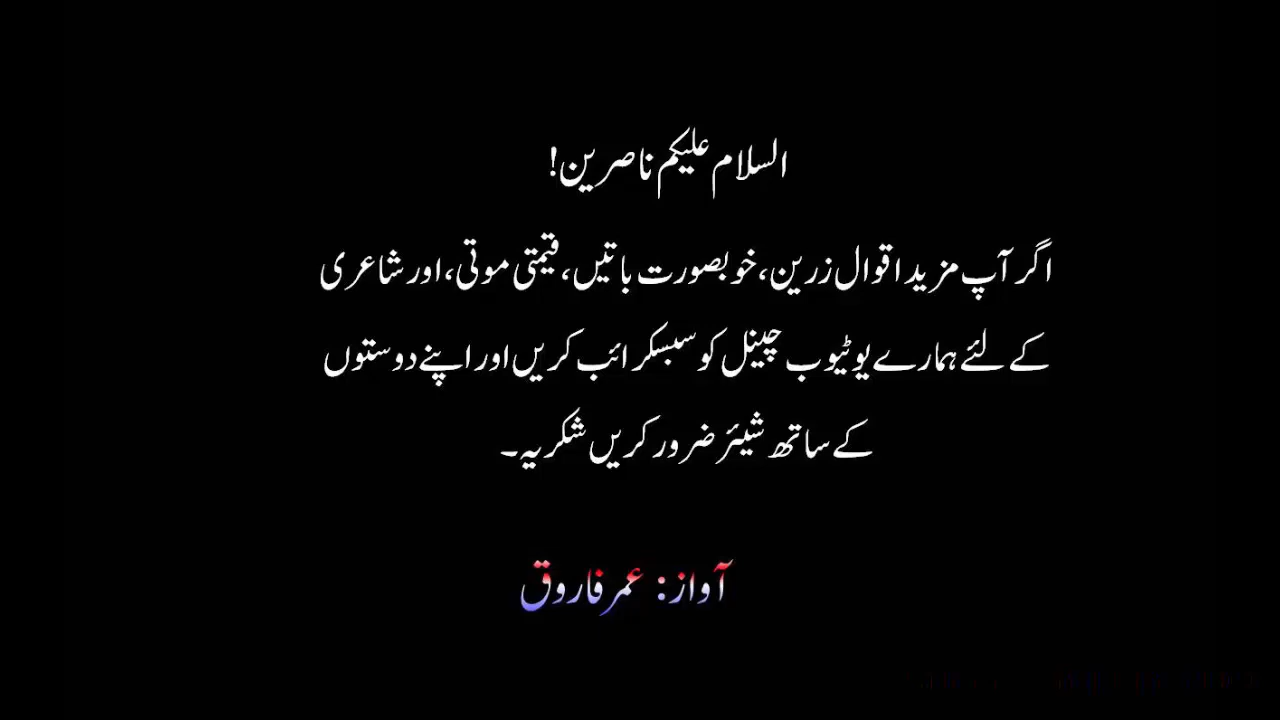 السلام علیکم ناصرین!
اگر آپ مزید اقوال زرین، خوبصورت باتیں، قیمتی موتی، اور شاعری
کے لئے ہمارے یوٹیوب چینل کو سبسکرائب کریں اور اپنے دوستوں
کے ساتھ شیئر ضرور کریں شکریہ۔
آواز: عمر فاروق